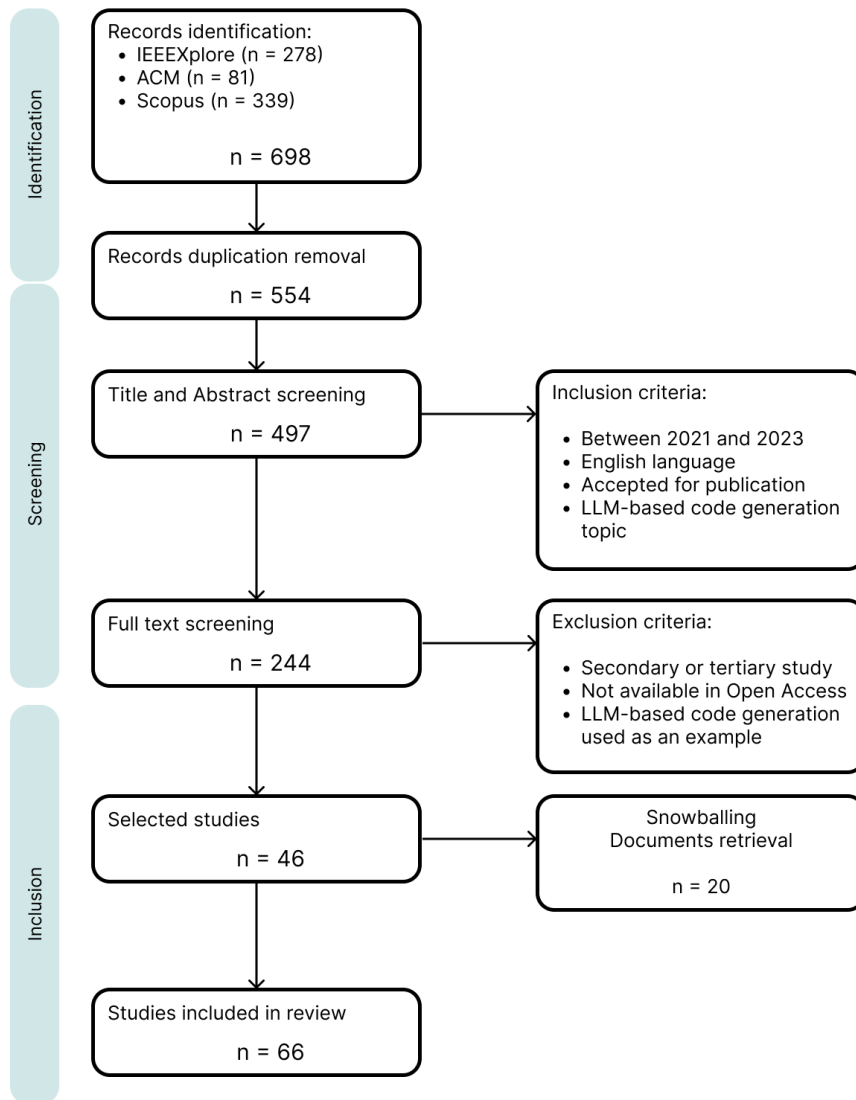 Identification
Records identification:
• IEEEXplore (n = 278)
• ACM (n = 81)
• Scopus (n = 339)
n = 698
Records duplication removal
n = 554
Screening
Title and Abstract screening
n = 497
Inclusion criteria:
• Between 2021 and 2023
• English language
• Accepted for publication
• LLM-based code generation
topic
Full text screening
n = 244
Exclusion criteria:
• Secondary or tertiary study
• Not available in Open Access
• LLM-based code generation
used as an example
Inclusion
Selected studies
n = 46
Snowballing
Documents retrieval
n = 20
Studies included in review
n = 66